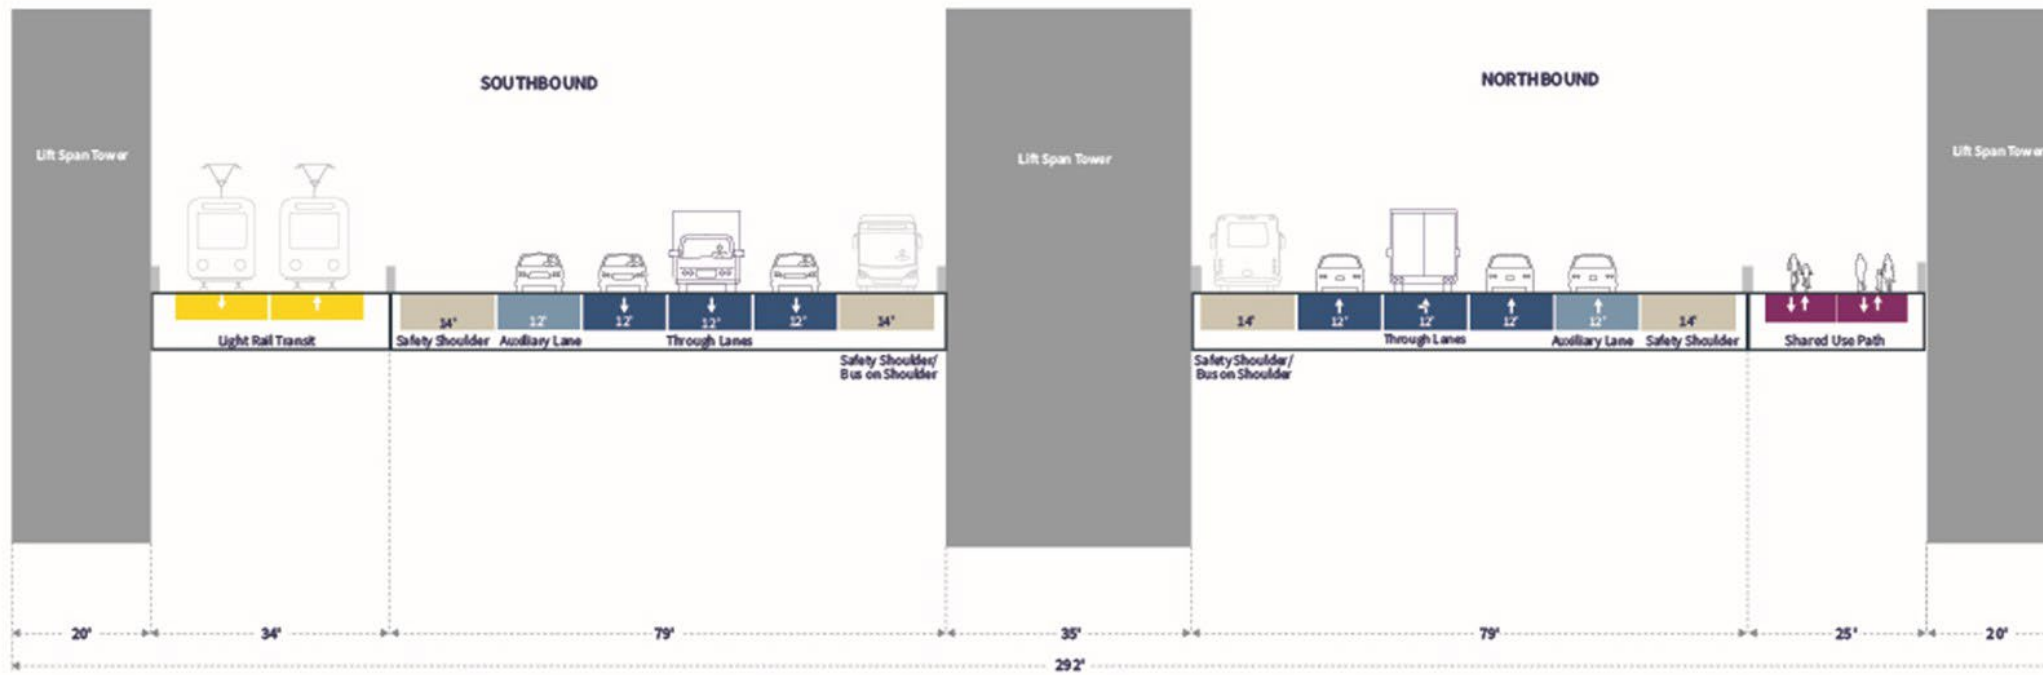 SOUTHBOUND
NORTHBOUND
Lift Span Tower
Lift Span Tower
Lift Span Tower
14'
12'
12'
12'
12'
14'
14'
12'
12'
12'
12'
14'
Light Rail Transit
Safety Shoulder
Auxiliary Lane
Through Lanes
Safety Shoulder/
Bus on Shoulder
Safety Shoulder/
Bus on Shoulder
Through Lanes
Auxiliary Lane
Safety Shoulder
Shared Use Path
20'
34'
79'
35'
79'
25'
20'
292'